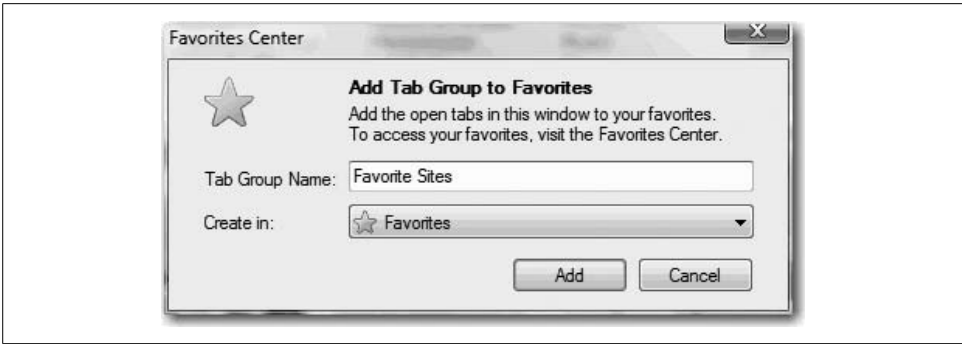 Favorites Center
Add Tab Group to Favorites
Add the open tabs in this window to your favorites.
To access your favorites, visit the Favorites Center.
Tab Group Name: Favorite Sites
Create in: Favorites
Add Cancel